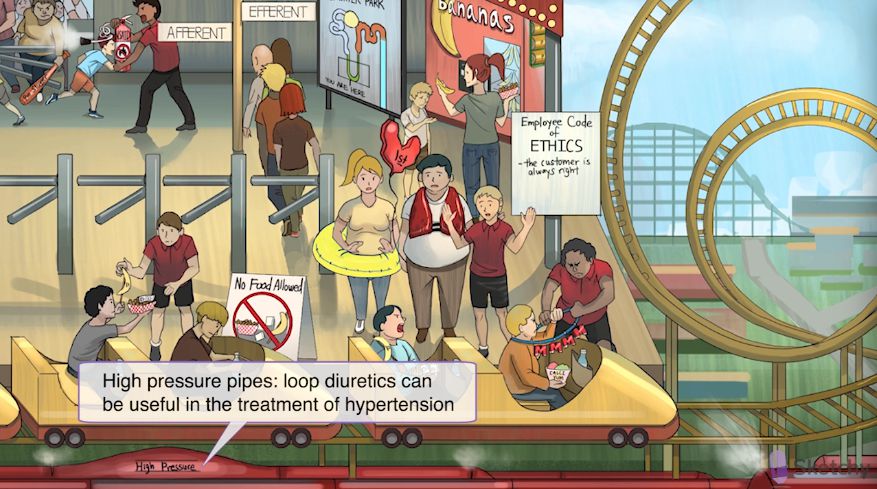 EFFERENT
AFFERENT
PARK
YOU ARE HERE
Bananas
Employee Code
of
ETHICS
-the customer is
always right
1st
No Food Allowed
MMMM
High pressure pipes: loop diuretics can
be useful in the treatment of hypertension
High Pressure
Sketchy